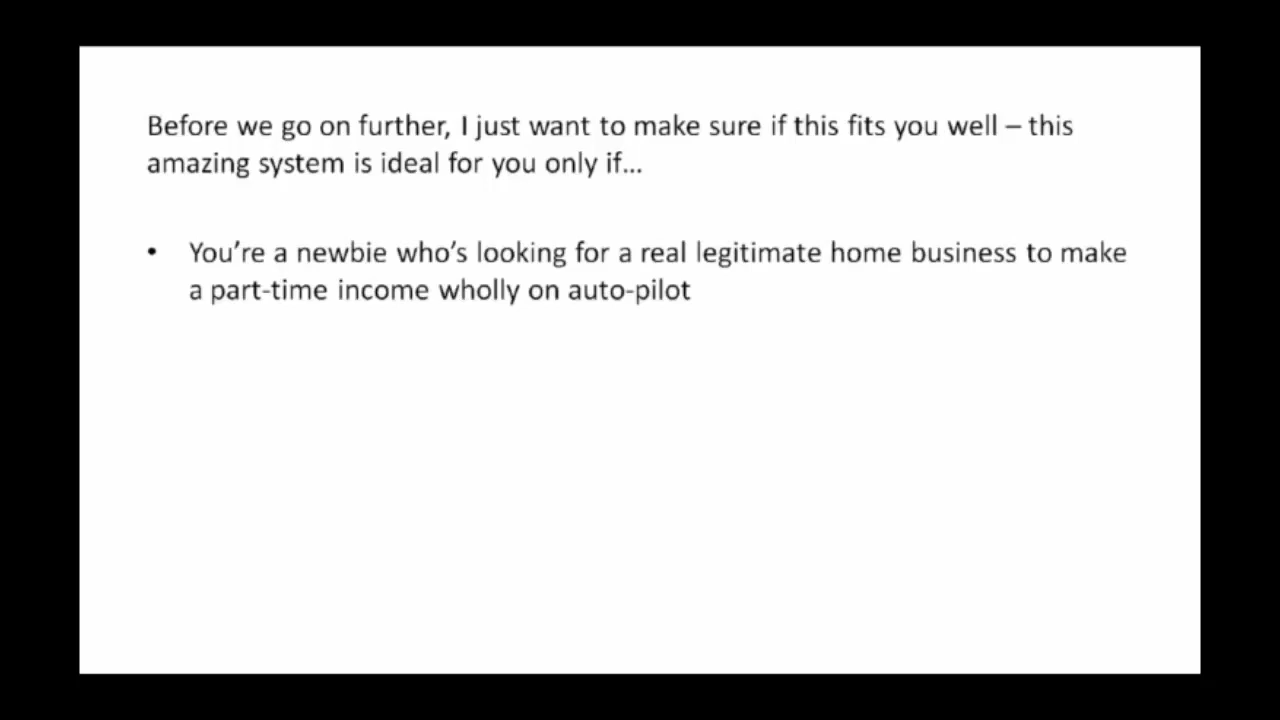 Before we go on further, I just want to make sure if this fits you well – this
amazing system is ideal for you only if...
• You’re a newbie who’s looking for a real legitimate home business to make
a part-time income wholly on auto-pilot